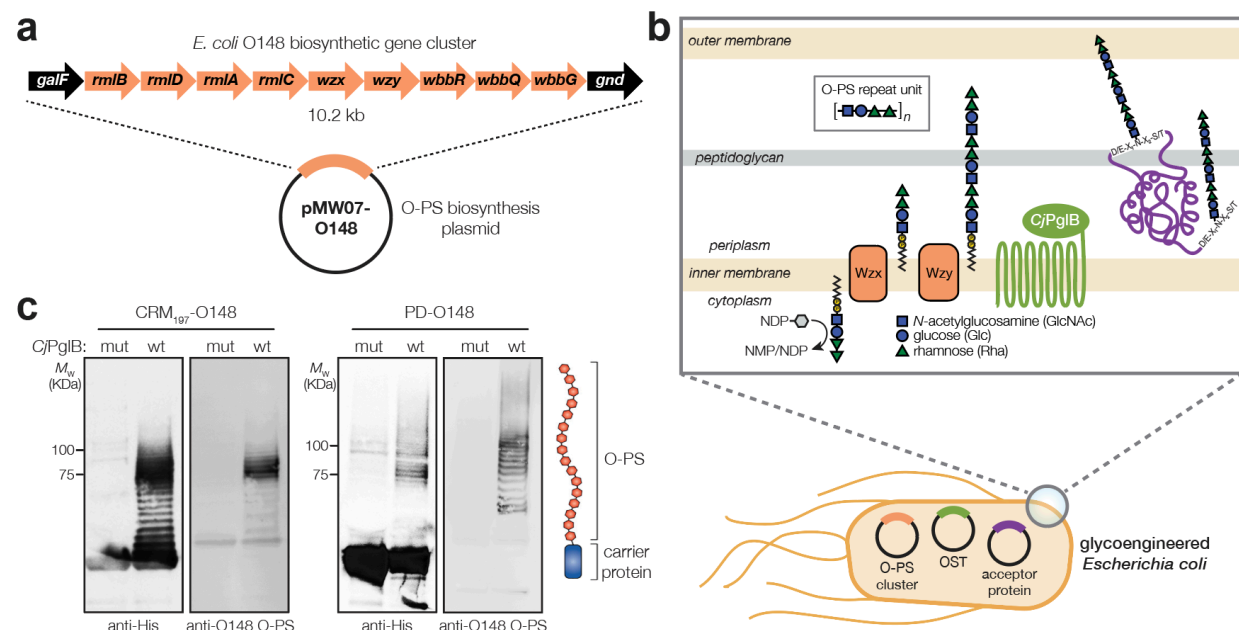 a
E. coli O148 biosynthetic gene cluster
galF rmlB rmlD rmlA rmlC wzx wzy wbbR wbbQ wbbG gnd
10.2 kb
pMW07-
O148
O-PS biosynthesis
plasmid
b
outer membrane
O-PS repeat unit
[ ]n
peptidoglycan
D/E-X1-N-X2-S/T
D/E-X1-N-X2-S/T
CjPglB
periplasm
Wzx
Wzy
inner membrane
cytoplasm
NDP
NMP/NDP
N-acetylglucosamine (GlcNAc)
glucose (Glc)
rhamnose (Rha)
O-PS
cluster
OST
acceptor
protein
glycoengineered
Escherichia coli
c
CRM197-O148
PD-O148
CjPglB: mut wt mut wt mut wt mut wt
Mw
(KDa)
100
75
Mw
(KDa)
100
75
O-PS
carrier
protein
anti-His anti-O148 O-PS anti-His anti-O148 O-PS